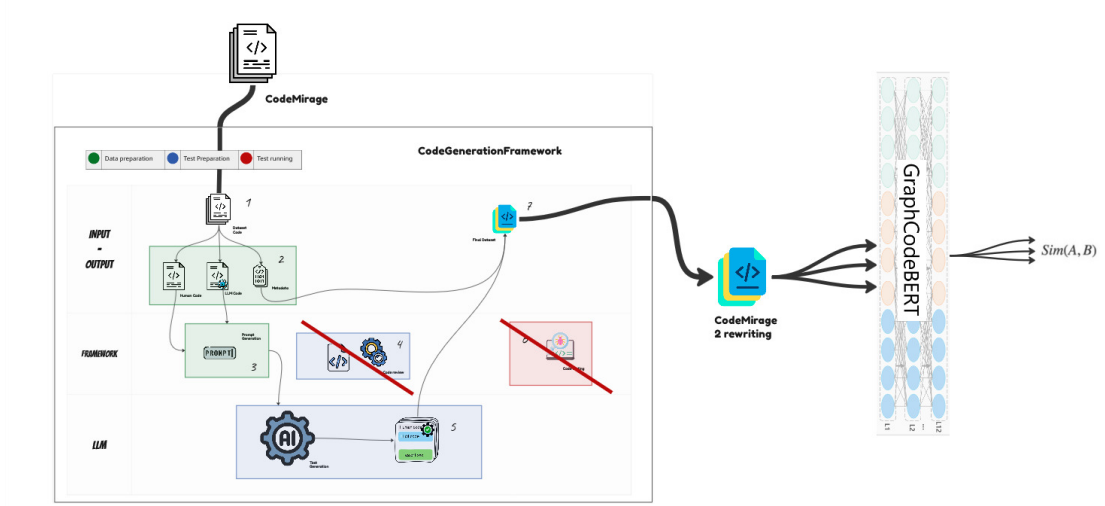 CodeMirage
CodeGenerationFramework
Data preparation
Test Preparation
Test running
INPUT
-
OUTPUT
1
Dataset
Code
2
Human Code
LLM Code
Metadata
7
Final Dataset
FRAMEWORK
Prompt
Generation
PROMPT
3
4
Code review
6
LLM
AI
Test
Generation
5
CodeMirage
2 rewriting
GraphCodeBERT
L1
L2
L12
Sim(A, B)